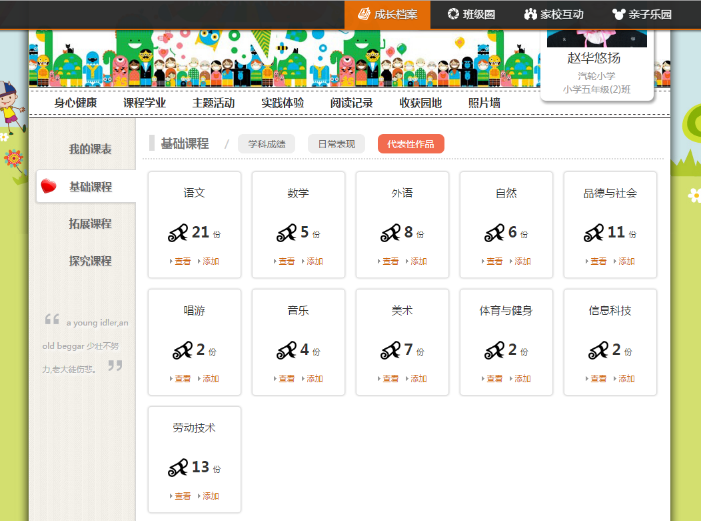 成长档案 班级圈 家校互动 亲子乐园
赵华悠扬
汽轮小学
小学五年级(2)班
身心健康 课程学业 主题活动 实践体验 阅读记录 收获园地 照片墙
我的课表
基础课程
拓展课程
探究课程
“ a young idler,an
old beggar 少壮不努
力,老大徒伤悲。 ”
基础课程 / 学科成绩 日常表现 代表性作品
语文 数学 外语 自然 品德与社会
21 份 5 份 8 份 6 份 11 份
查看 添加 查看 添加 查看 添加 查看 添加 查看 添加
唱游 音乐 美术 体育与健身 信息科技
2 份 4 份 7 份 2 份 2 份
查看 添加 查看 添加 查看 添加 查看 添加 查看 添加
劳动技术
13 份
查看 添加